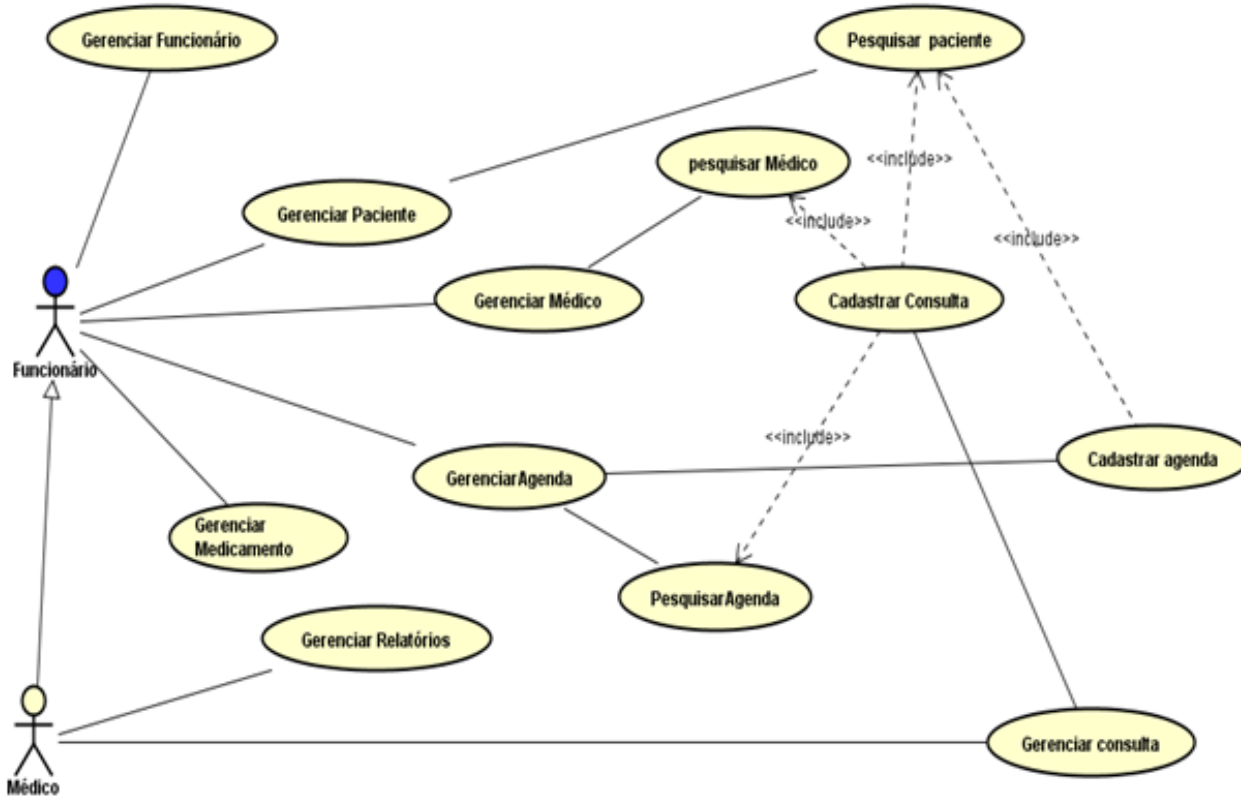 Gerenciar Funcionário
Pesquisar paciente
pesquisar Médico
<<include>>
Gerenciar Paciente
<<include>>
<<include>>
Gerenciar Médico
Cadastrar Consulta
Funcionário
<<include>>
Cadastrar agenda
GerenciarAgenda
Gerenciar
Medicamento
PesquisarAgenda
Gerenciar Relatórios
Gerenciar consulta
Médico